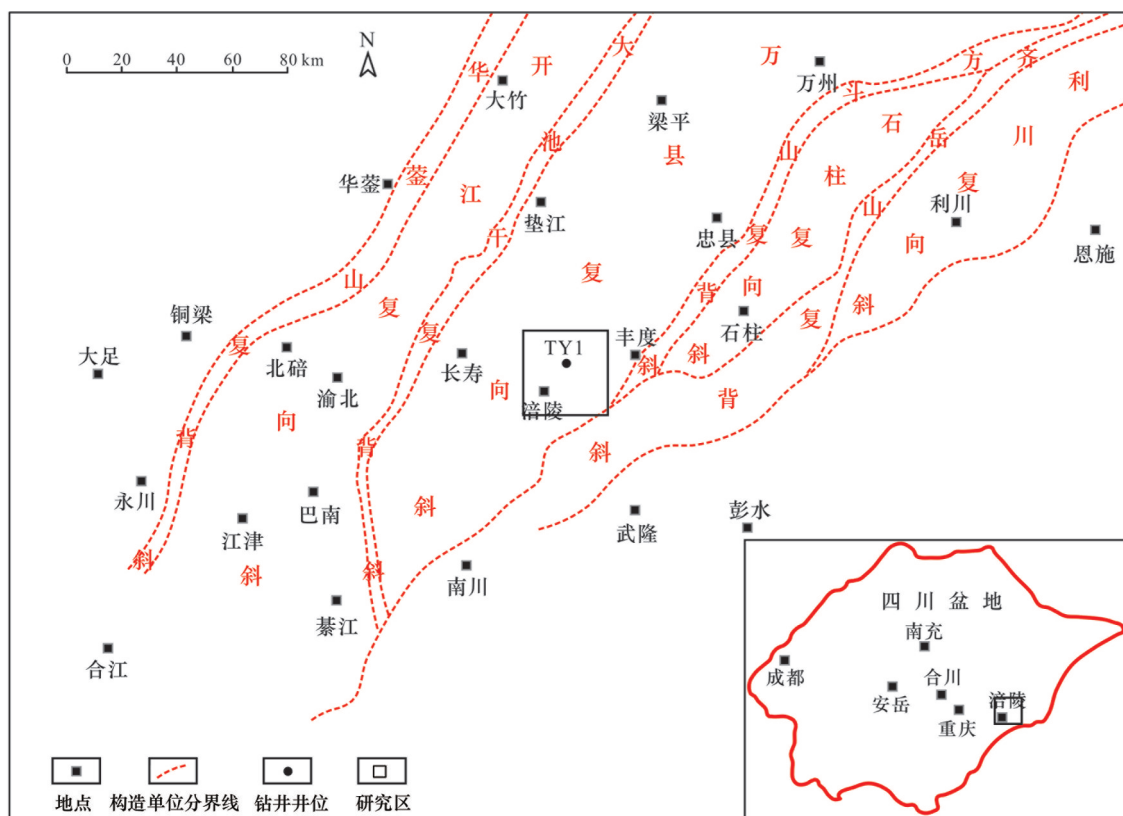 0 20 40 60 80 km
N
华蓥山复背斜
开江复向斜
大池干复背斜
万县复向斜
方斗山复背斜
石柱复向斜
齐岳山复背斜
利川复向斜
大竹
万州
梁平
华蓥
垫江
忠县
利川
恩施
铜梁
大足
北碚
渝北
长寿
丰度
石柱
TY1
涪陵
永川
江津
巴南
綦江
南川
武隆
彭水
合江
四川盆地
南充
成都
合川
安岳
重庆
涪陵
地点 构造单位分界线 钻井井位 研究区